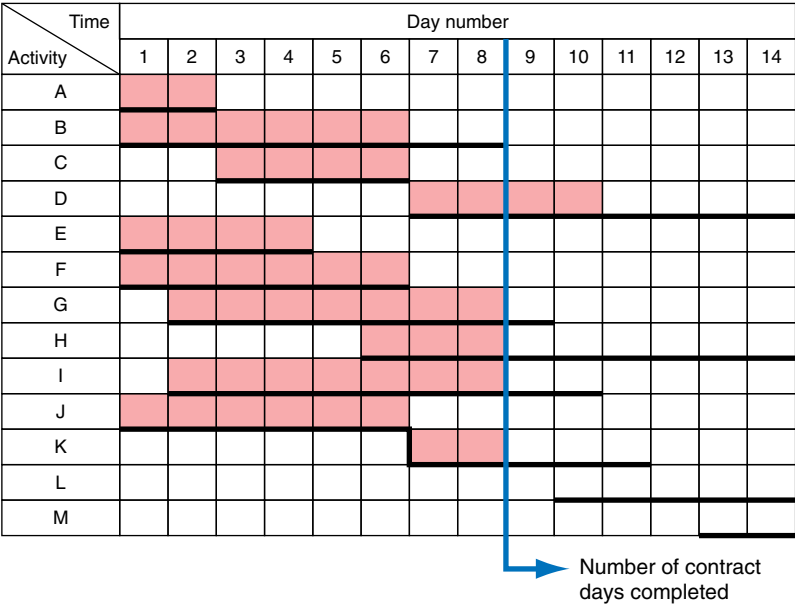 Time
Day number
Activity
1 2 3 4 5 6 7 8 9 10 11 12 13 14
A
B
C
D
E
F
G
H
I
J
K
L
M
Number of contract
days completed